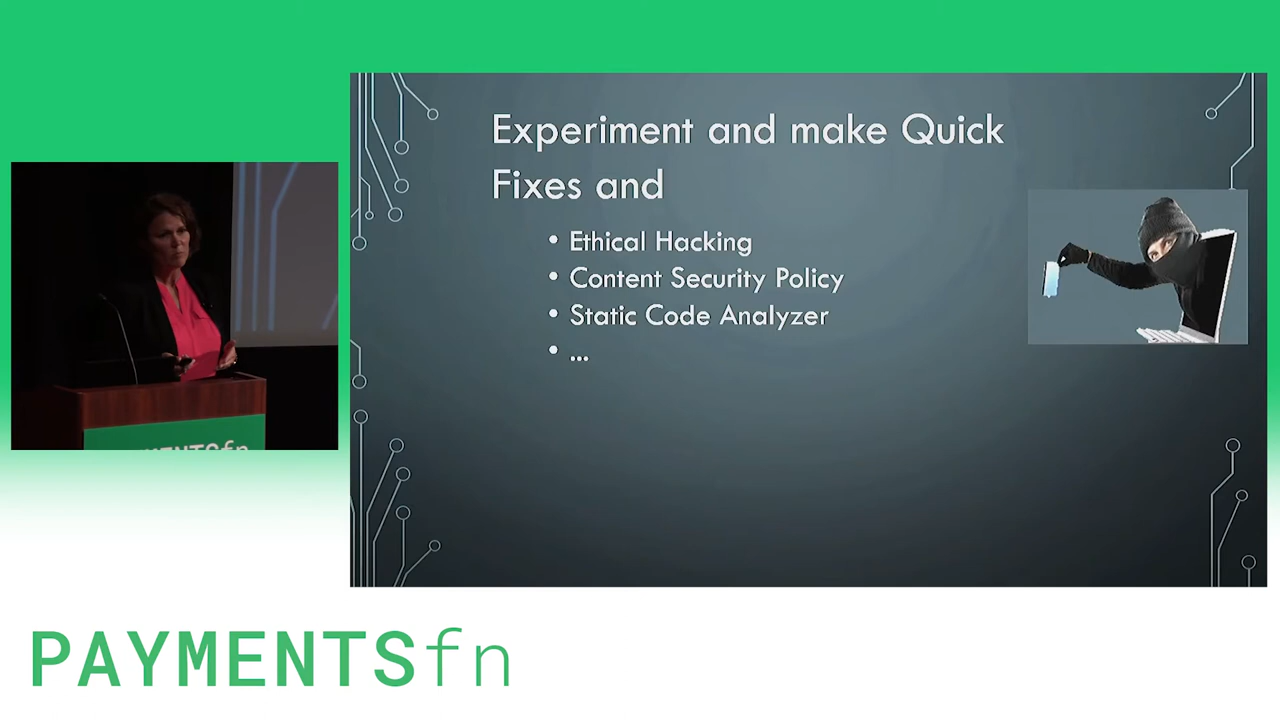 Experiment and make Quick
Fixes and
• Ethical Hacking
• Content Security Policy
• Static Code Analyzer
• ...
PAYMENTSfn